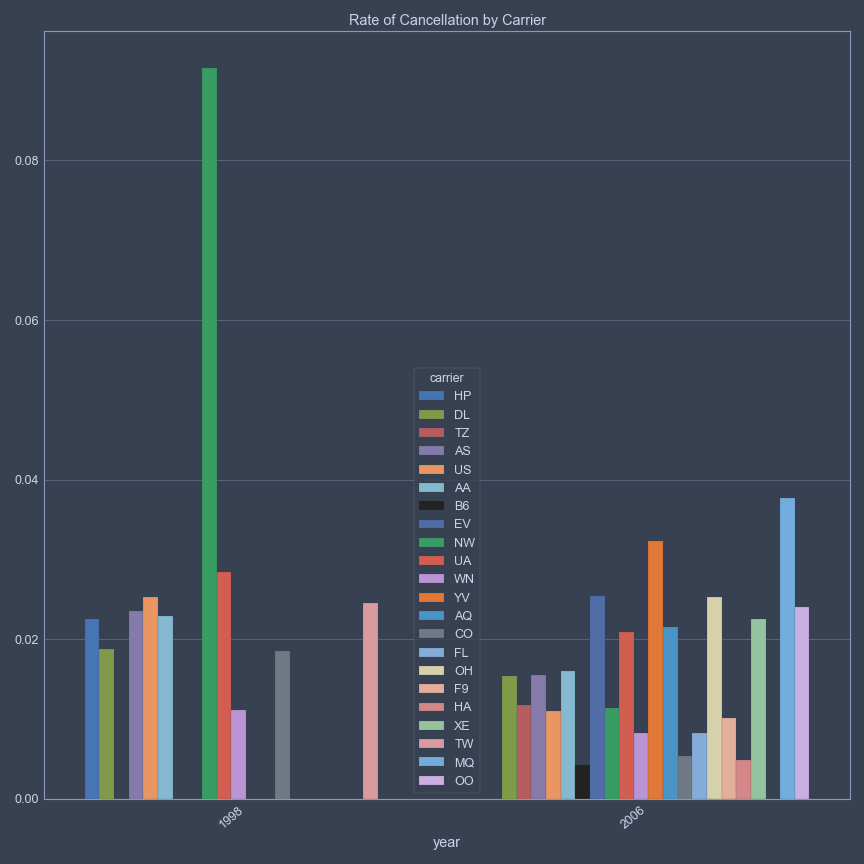 Rate of Cancellation by Carrier
0.08
0.06
0.04
0.02
0.00
carrier
HP
DL
TZ
AS
US
AA
B6
EV
NW
UA
WN
YV
AQ
CO
FL
OH
F9
HA
XE
TW
MQ
OO
1998
2006
year